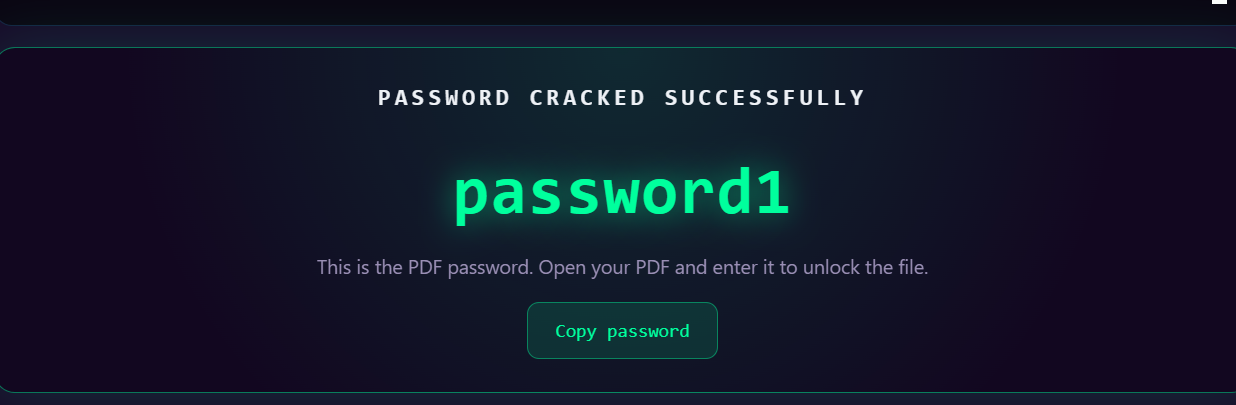 PASSWORD CRACKED SUCCESSFULLY
password1
This is the PDF password. Open your PDF and enter it to unlock the file.
Copy password